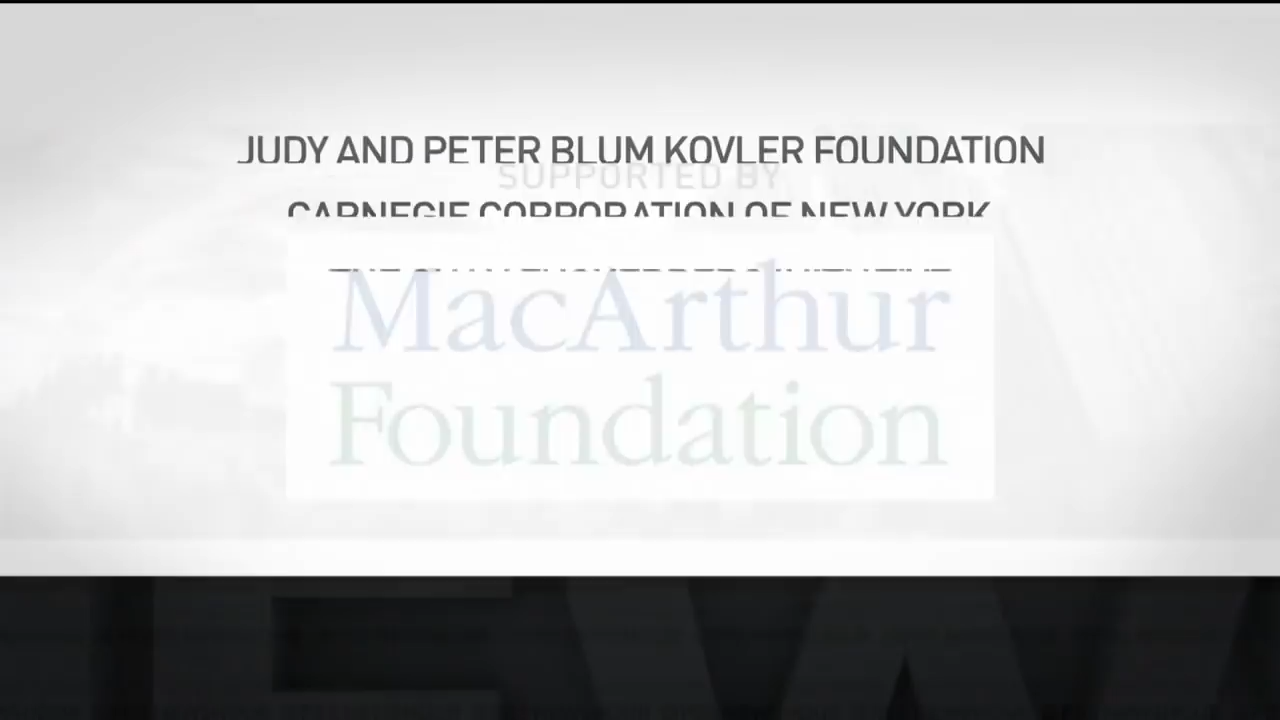 JUDY AND PETER BLUM KOVLER FOUNDATION
SUPPORTED BY
CARNEGIE CORPORATION OF NEW YORK
MacArthur
Foundation